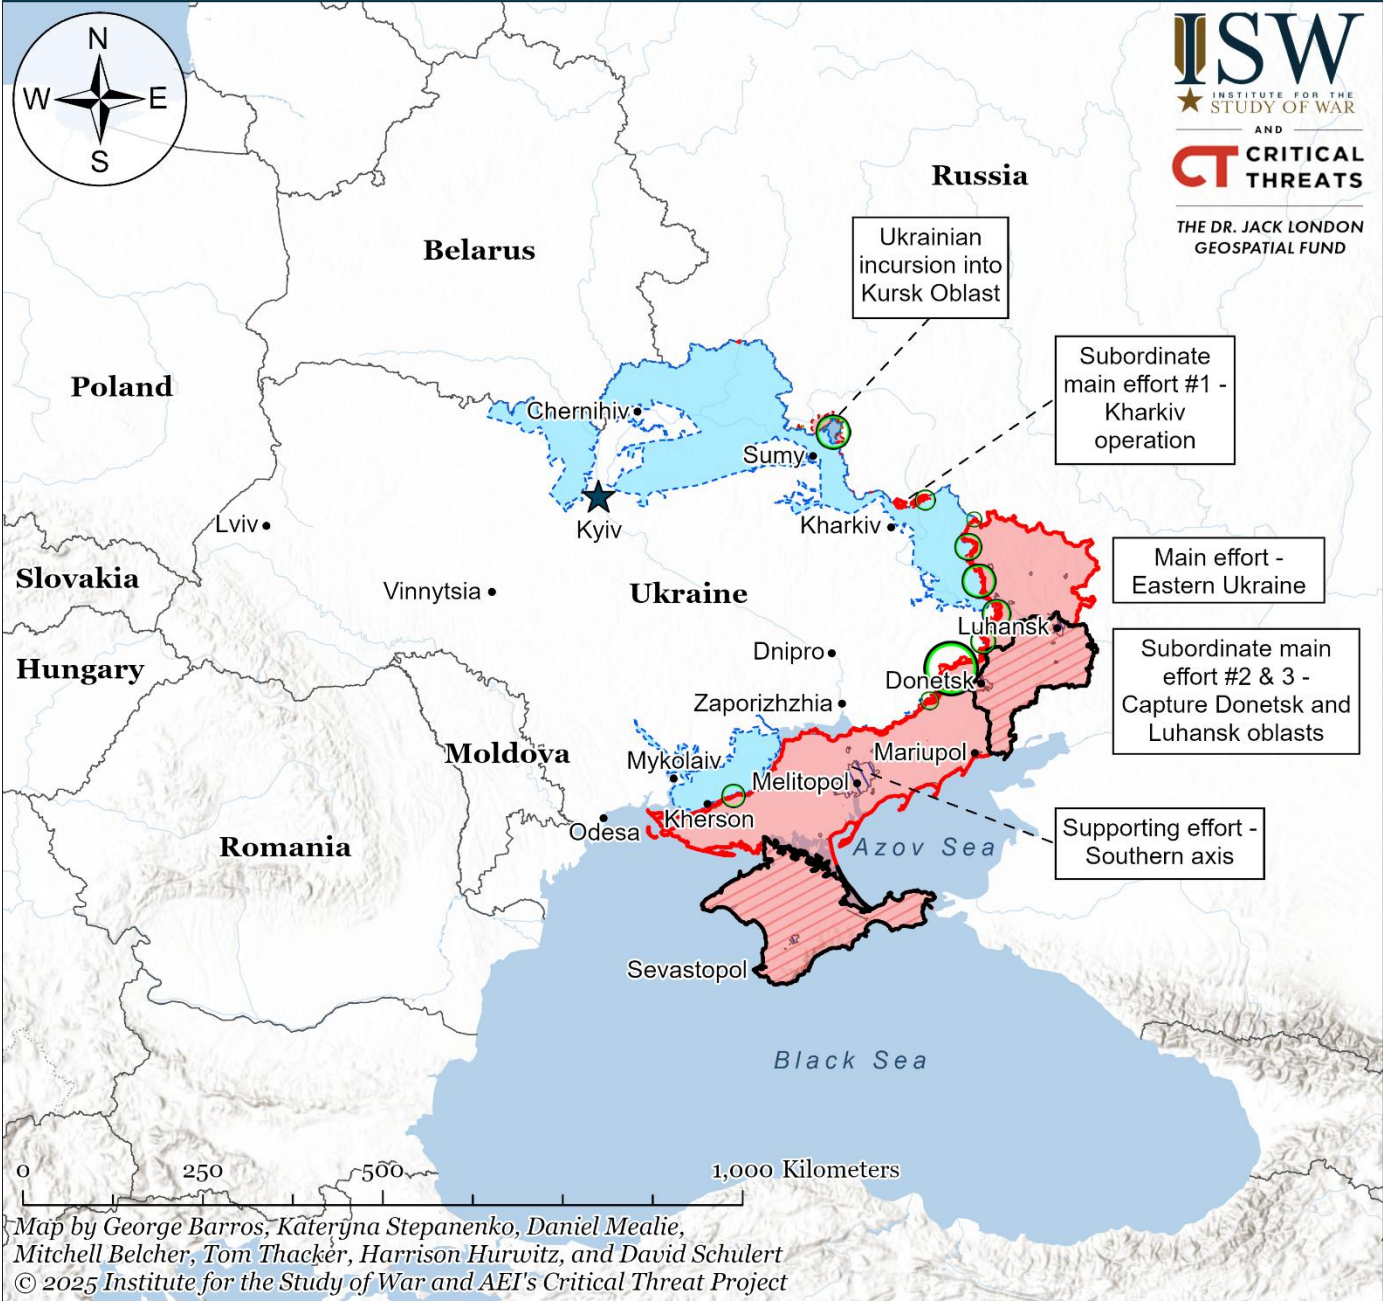 N
W
E
S
ISW
INSTITUTE FOR THE
STUDY OF WAR
AND
CT CRITICAL
THREATS
THE DR. JACK LONDON
GEOSPATIAL FUND
Russia
Belarus
Ukrainian
incursion into
Kursk Oblast
Subordinate
main effort #1 -
Kharkiv
operation
Poland
Chernihiv
Sumy
Lviv
Kyiv
Kharkiv
Main effort -
Eastern Ukraine
Slovakia
Vinnytsia
Ukraine
Luhansk
Subordinate main
effort #2 & 3 -
Capture Donetsk and
Luhansk oblasts
Hungary
Dnipro
Donetsk
Zaporizhzhia
Moldova
Mykolaiv
Mariupol
Melitopol
Kherson
Odesa
Supporting effort -
Southern axis
Romania
Azov Sea
Sevastopol
Black Sea
0 250 500 1,000 Kilometers
Map by George Barros, Kateryna Stepanenko, Daniel Mealie,
Mitchell Belcher, Tom Thacker, Harrison Hurwitz, and David Schulert
© 2025 Institute for the Study of War and AEI's Critical Threat Project